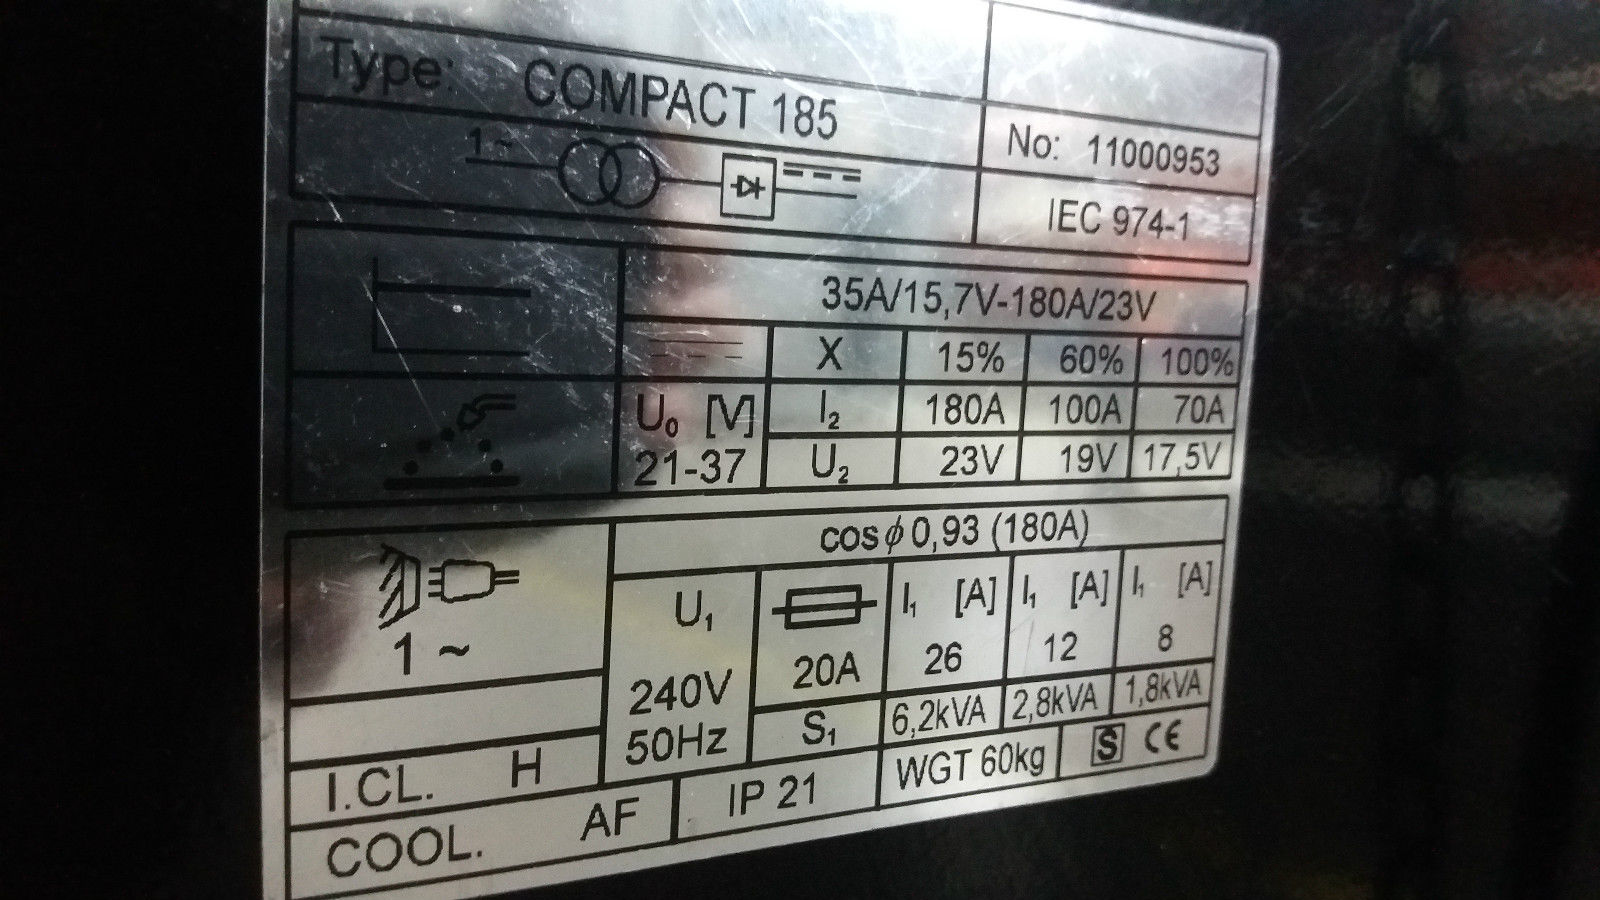 Type: COMPACT 185
1~
No: 11000953
IEC 974-1
35A/15,7V-180A/23V
X 15% 60% 100%
U0 [V] I2 180A 100A 70A
21-37 U2 23V 19V 17,5V
cosϕ0,93 (180A)
U1 I1 [A] I1 [A] I1 [A]
1 ~ 240V 20A 26 12 8
50Hz S1 6,2kVA 2,8kVA 1,8kVA
I.CL. H
COOL. AF IP 21 WGT 60kg S CE